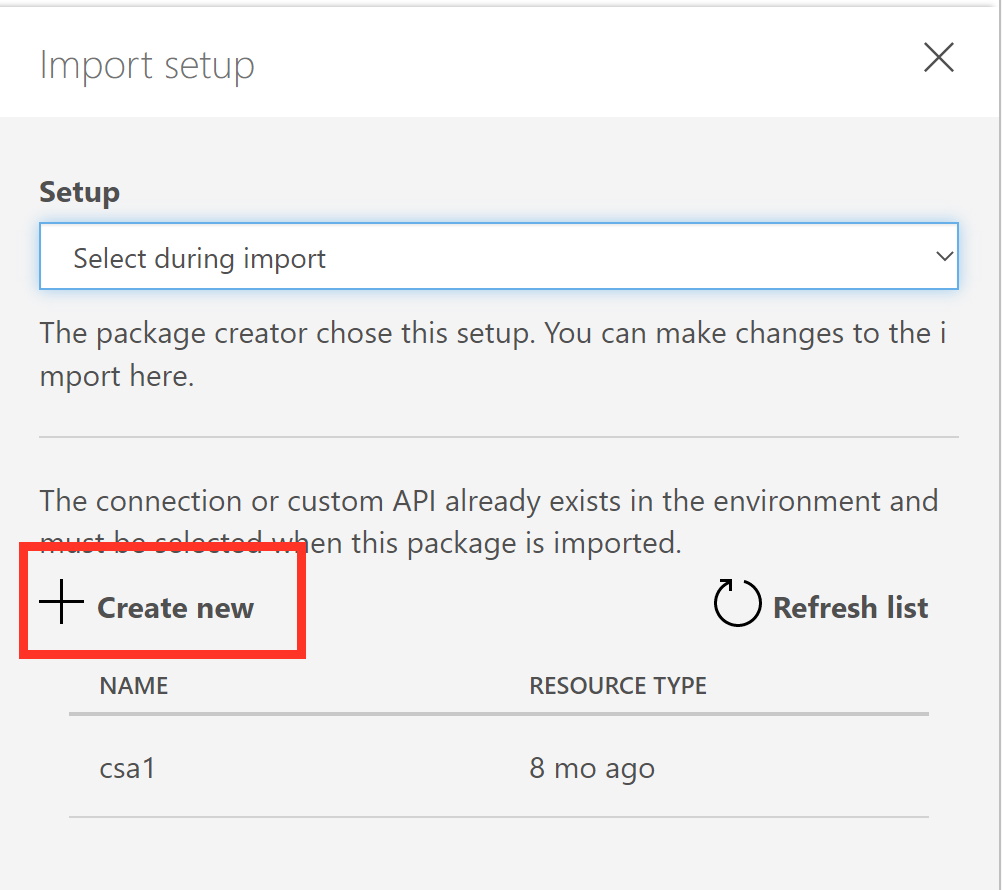 Import setup
Setup
Select during import
The package creator chose this setup. You can make changes to the i
mport here.
The connection or custom API already exists in the environment and
must be selected when this package is imported.
Create new
Refresh list
NAME RESOURCE TYPE
csa1 8 mo ago